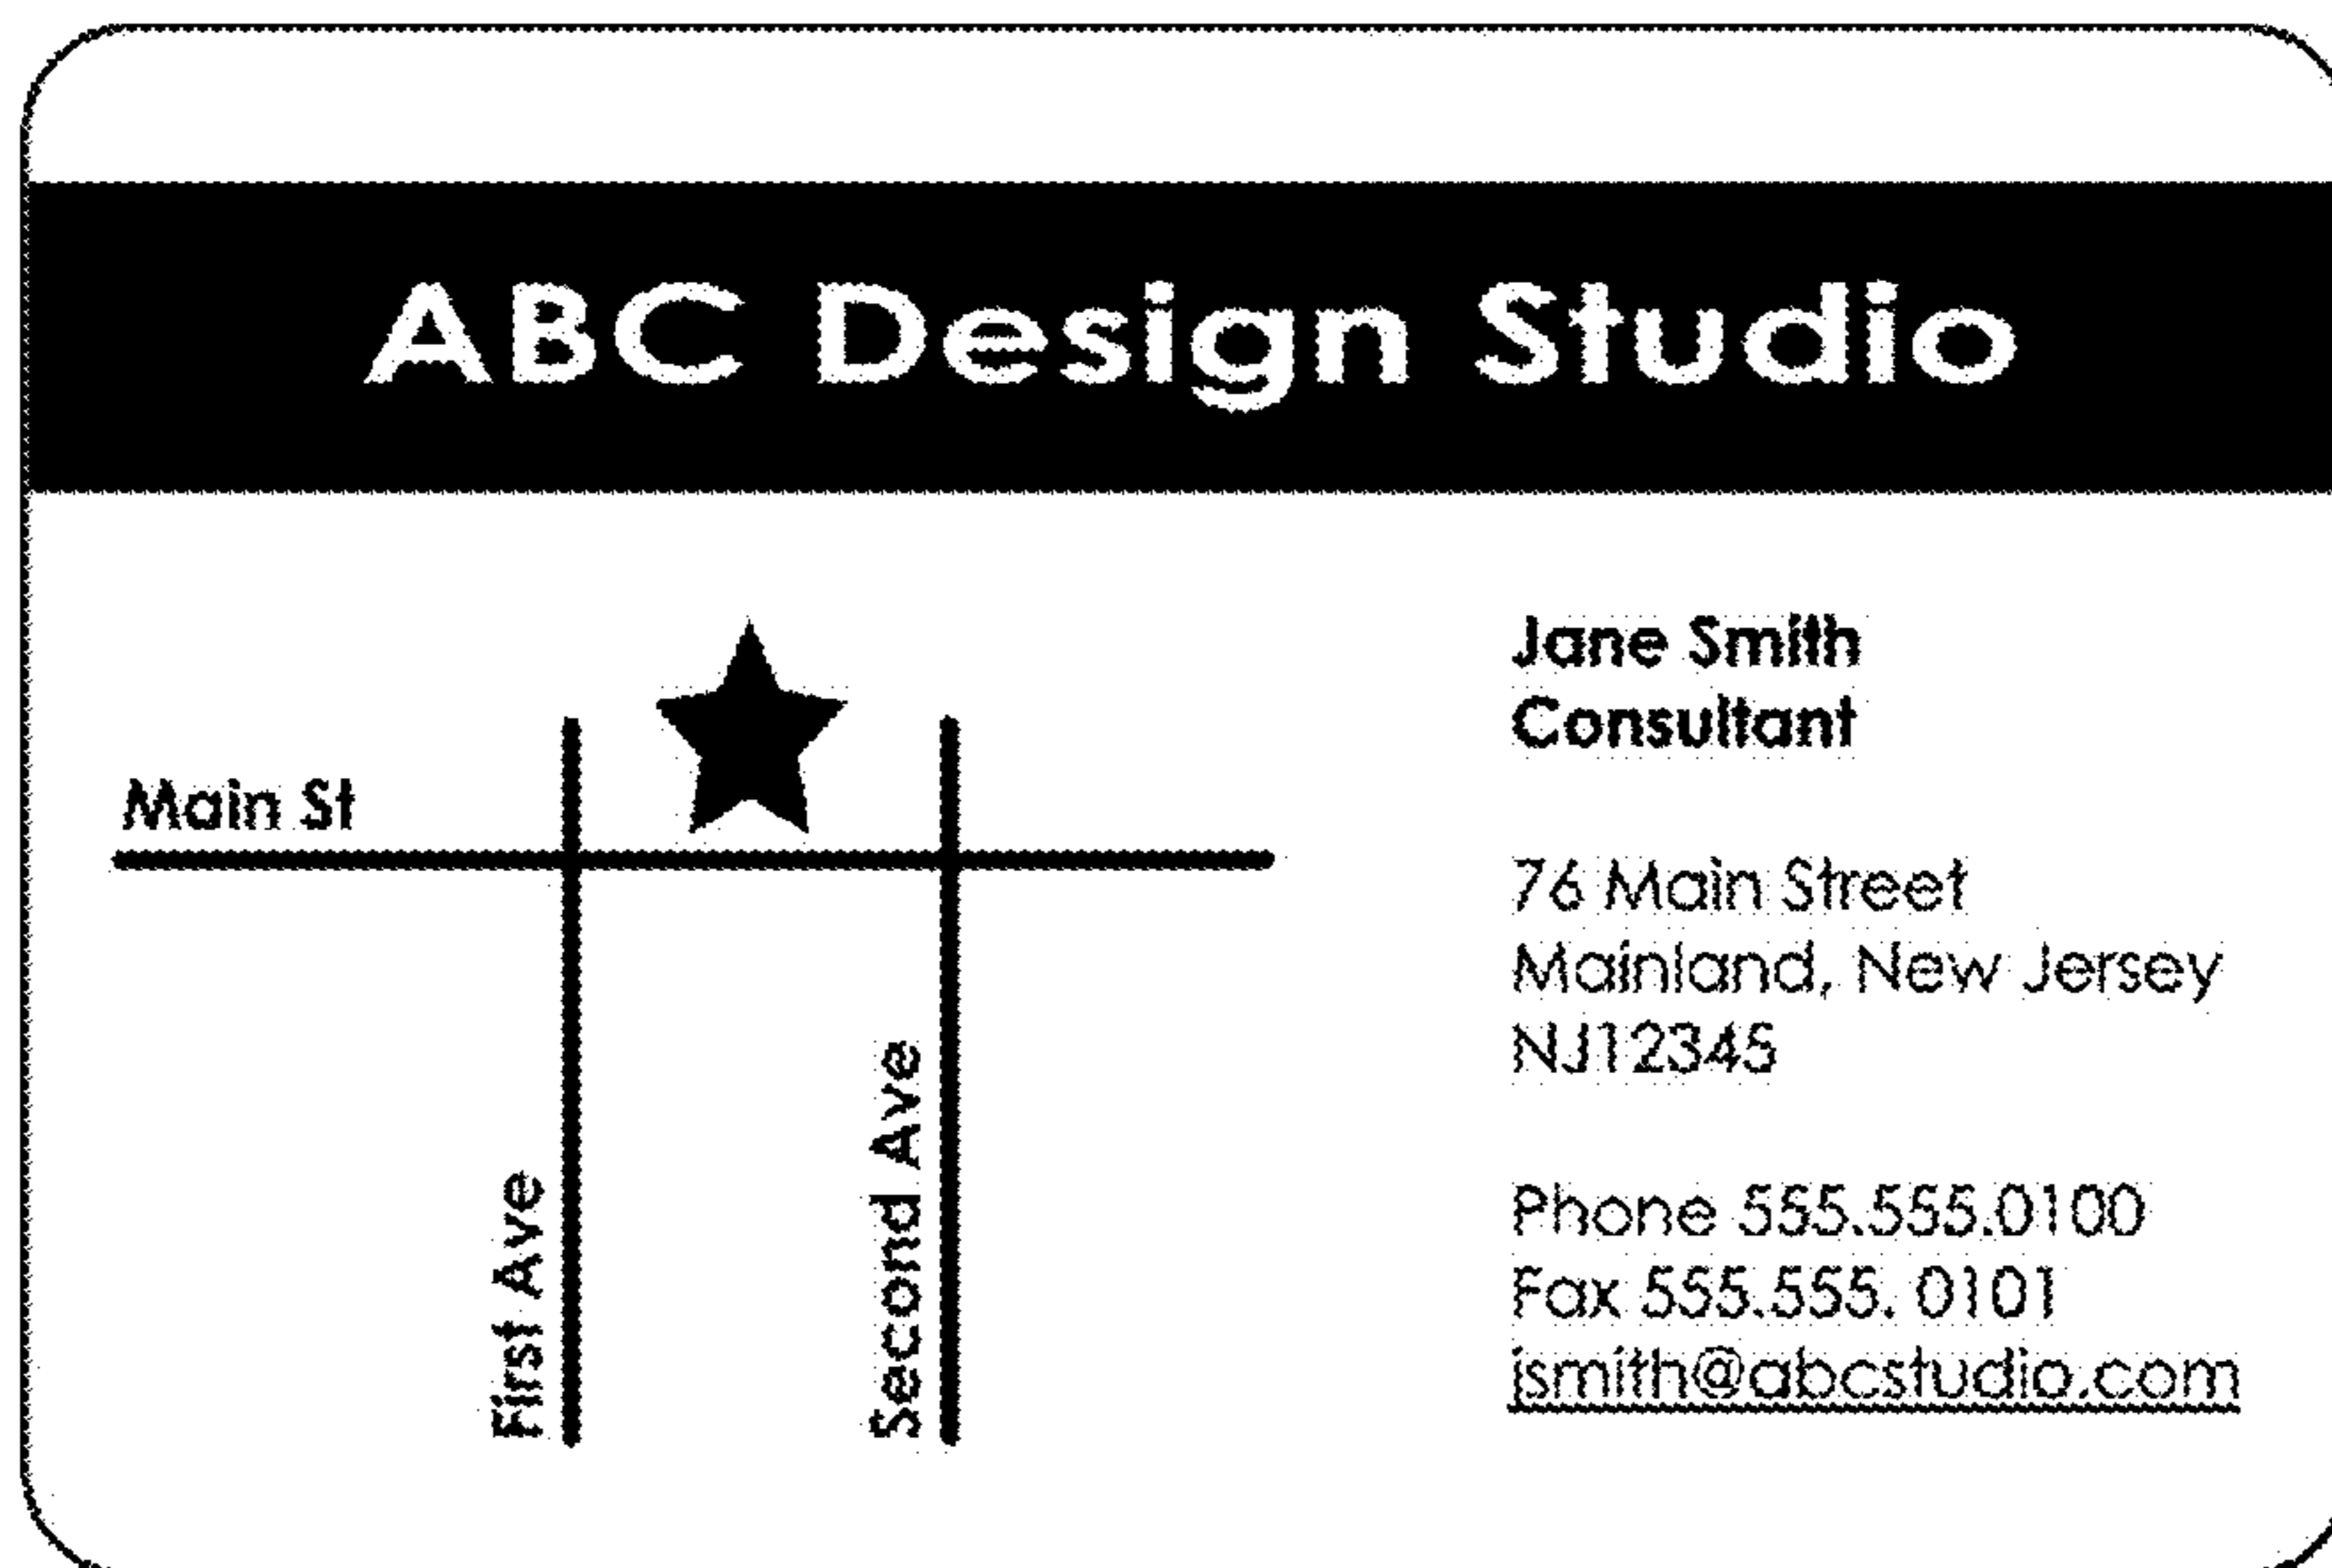 ABC Design Studio
Main St
First Ave
Second Ave
Jane Smith
Consultant
76 Main Street
Mainland, New Jersey
NJ12345
Phone 555.555.0100
Fax 555.555. 0101
jsmith@abcstudio.com